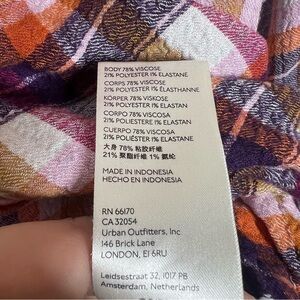 BODY 78% VISCOSE
21% POLYESTER 1% ELASTANE
CORPS 78% VISKOSE
21% POLYESTER 1% ÉLASTHANNE
KÖRPER 78% VISKOSE
21% POLYESTER 1% ELASTAN
CORPO 78% VISCOSA
21% POLIESTERE 1% ELASTAN
CUERPO 78% VISCOSA
21% POLIÉSTER 1% ELASTANO
大身 78% 粘胶纤维
21% 聚酯纤维 1% 氨纶
MADE IN INDONESIA
HECHO EN INDONESIA
RN 66170
CA 32054
Urban Outfitters, Inc
146 Brick Lane
LONDON, E1 6RU
Leidsestraat 32, 1017 PB
Amsterdam, Netherlands